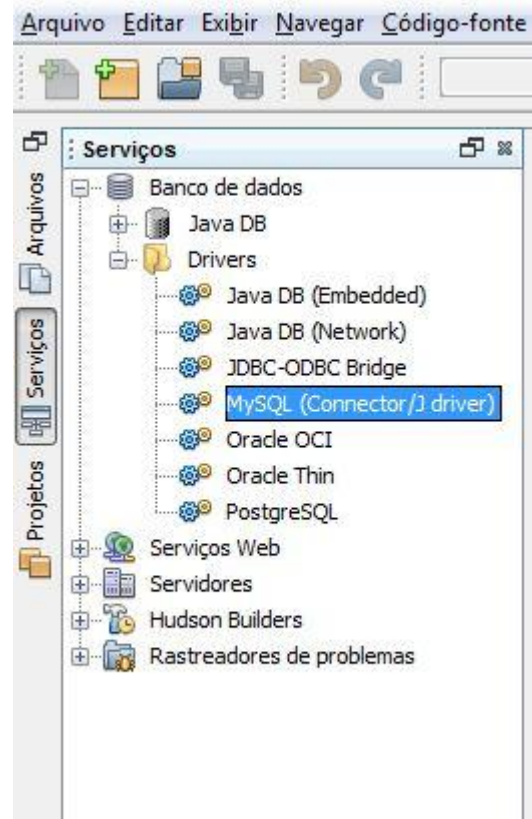 Arquivo Editar Exibir Navegar Código-fonte
Serviços
Banco de dados
Java DB
Drivers
Java DB (Embedded)
Java DB (Network)
JDBC-ODBC Bridge
MySQL (Connector/J driver)
Oracle OCI
Oracle Thin
PostgreSQL
Serviços Web
Servidores
Hudson Builders
Rastreadores de problemas
Arquivos
Serviços
Projetos